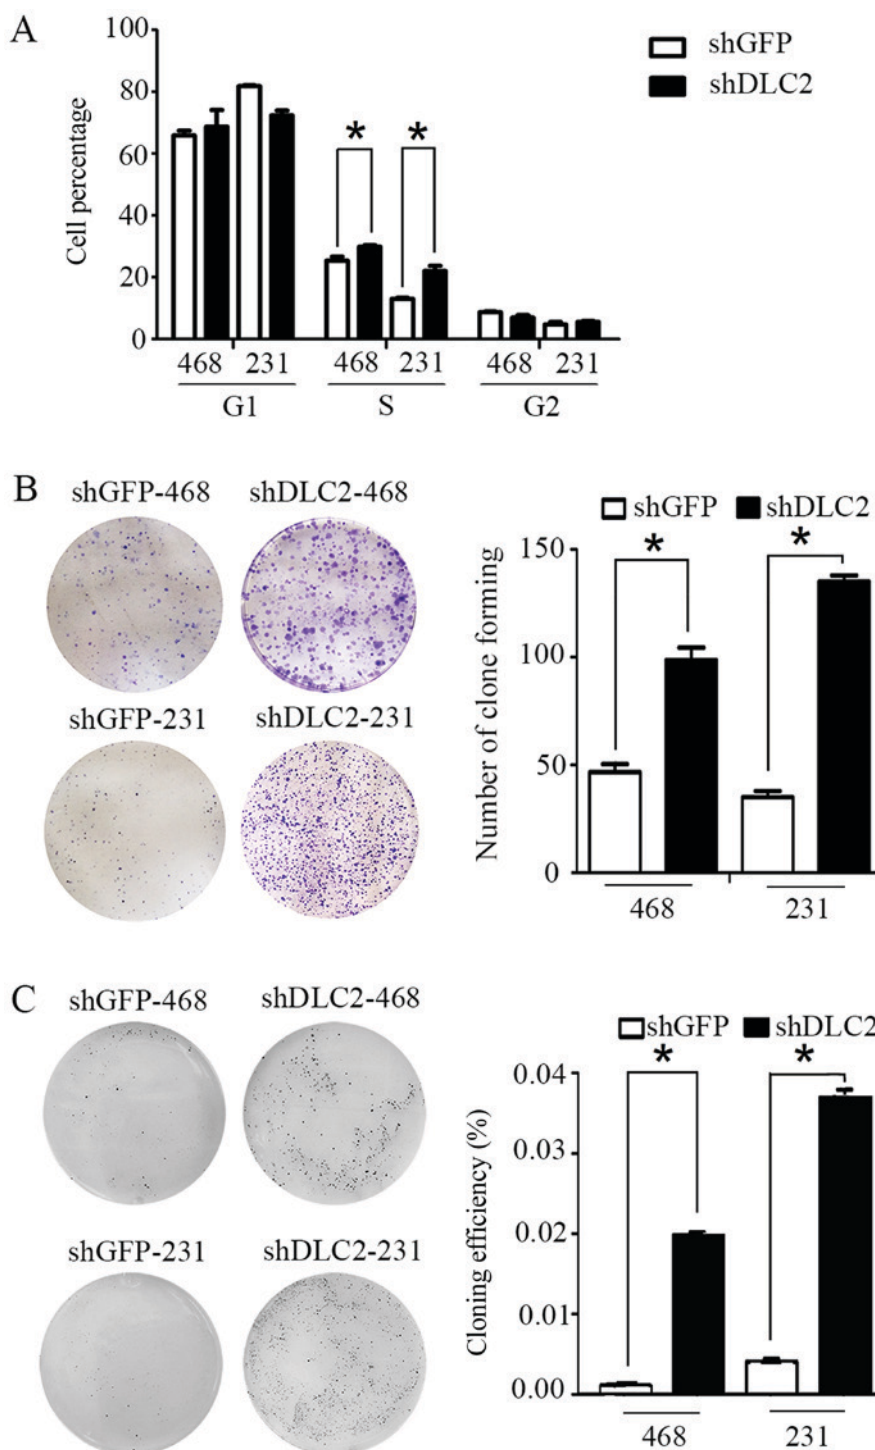 A
100
80
60
40
20
0
Cell percentage
shGFP
shDLC2
* *
468 231 468 231 468 231
G1 S G2
B
shGFP-468 shDLC2-468
shGFP-231 shDLC2-231
shGFP shDLC2
* *
150
100
50
0
Number of clone forming
468 231
C
shGFP-468 shDLC2-468
shGFP-231 shDLC2-231
shGFP shDLC2
* *
0.04
0.03
0.02
0.01
0.00
Cloning efficiency (%)
468 231